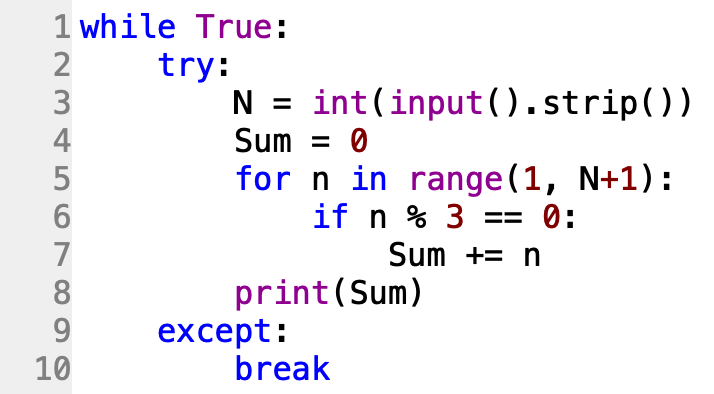 1 while True:
2     try:
3         N = int(input().strip())
4         Sum = 0
5         for n in range(1, N+1):
6             if n % 3 == 0:
7                 Sum += n
8         print(Sum)
9     except:
10         break